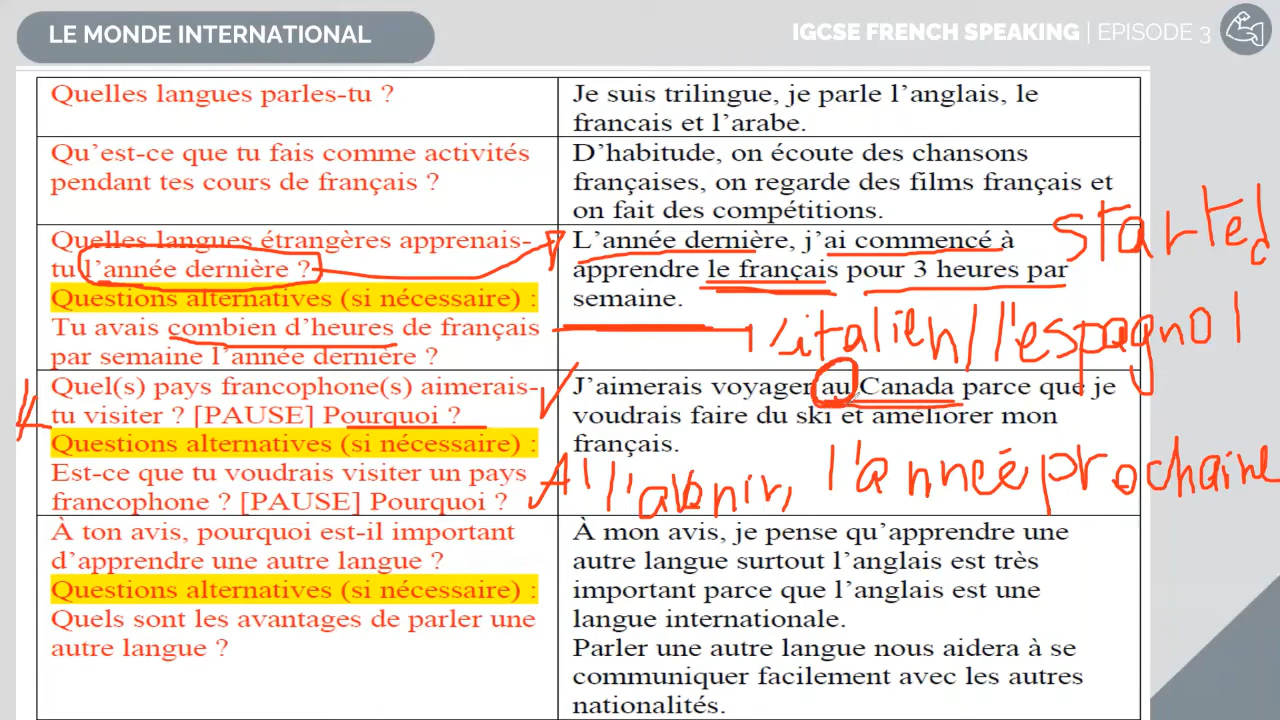 LE MONDE INTERNATIONAL
IGCSE FRENCH SPEAKING | EPISODE 3
Quelles langues parles-tu ?
Je suis trilingue, je parle l'anglais, le
francais et l'arabe.
Qu'est-ce que tu fais comme activités
pendant tes cours de français ?
D'habitude, on écoute des chansons
françaises, on regarde des films français et
on fait des compétitions.
Quelles langues étrangères apprenais-
tu l'année dernière ?
Questions alternatives (si nécessaire) :
Tu avais combien d'heures de français
par semaine l'année dernière ?
L'année dernière, j'ai commencé à
apprendre le français pour 3 heures par
semaine.
started
l'italien/l'espagnol
Quel(s) pays francophone(s) aimerais-
tu visiter ? [PAUSE] Pourquoi ?
Questions alternatives (si nécessaire) :
Est-ce que tu voudrais visiter un pays
francophone ? [PAUSE] Pourquoi ?
J'aimerais voyager au Canada parce que je
voudrais faire du ski et améliorer mon
français.
A l'avenir, l'anneé prochaine
À ton avis, pourquoi est-il important
d'apprendre une autre langue ?
Questions alternatives (si nécessaire) :
Quels sont les avantages de parler une
autre langue ?
À mon avis, je pense qu'apprendre une
autre langue surtout l'anglais est très
important parce que l'anglais est une
langue internationale.
Parler une autre langue nous aidera à se
communiquer facilement avec les autres
nationalités.